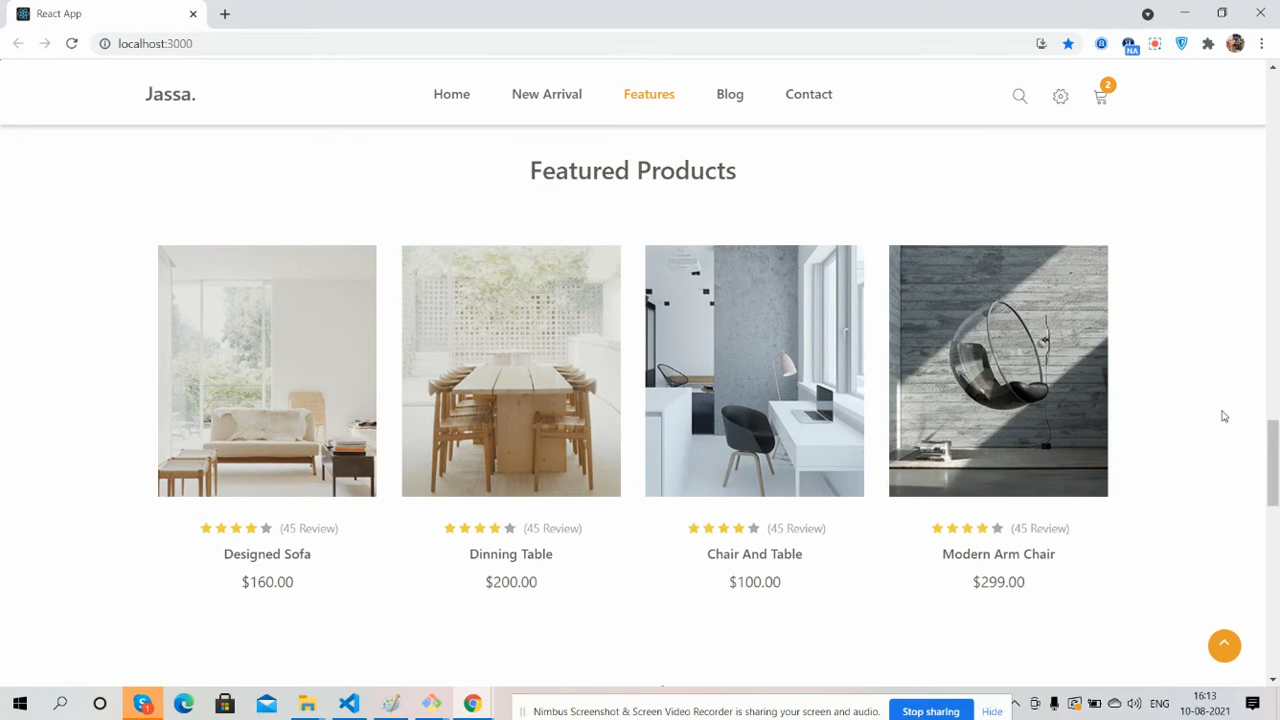 React App
localhost:3000
NA
Jassa.
Home New Arrival Features Blog Contact
2
Featured Products
(45 Review) (45 Review) (45 Review) (45 Review)
Designed Sofa Dinning Table Chair And Table Modern Arm Chair
$160.00 $200.00 $100.00 $299.00
Nimbus Screenshot & Screen Video Recorder is sharing your screen and audio. Stop sharing Hide
ENG
16:13
10-08-2021